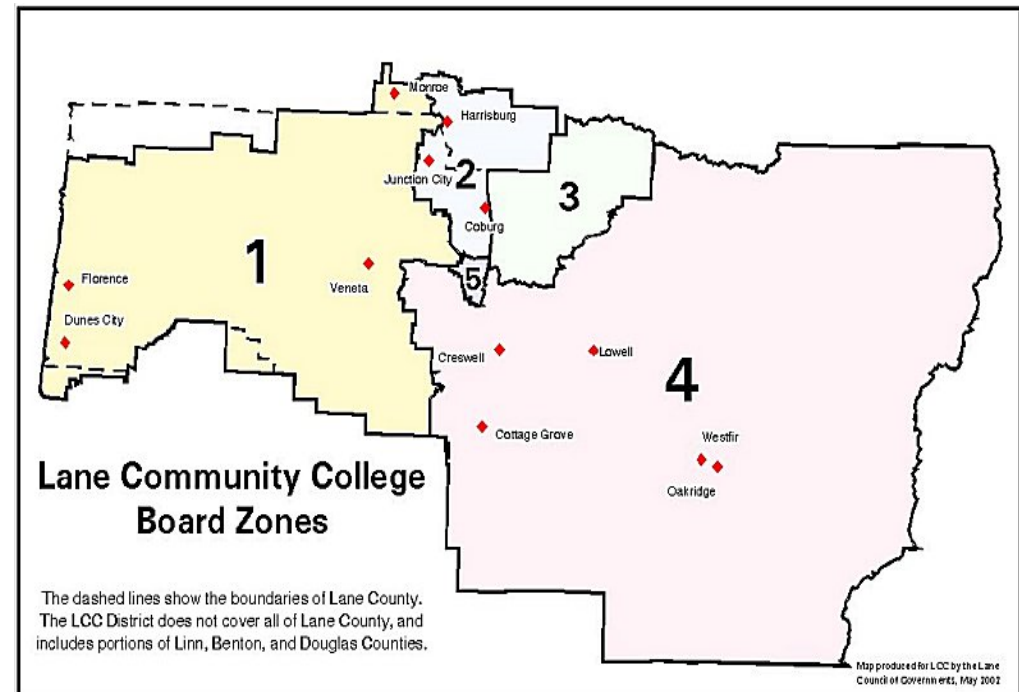 Monroe
Harrisburg
Junction City
2
3
Coburg
1
5
Florence
Veneta
Dunes City
Creswell
Lowell
4
Cottage Grove
Westfir
Oakridge
Lane Community College
Board Zones
The dashed lines show the boundaries of Lane County.
The LCC District does not cover all of Lane County, and
includes portions of Linn, Benton, and Douglas Counties.
Map produced for LCC by the Lane
Council of Governments, May 2002